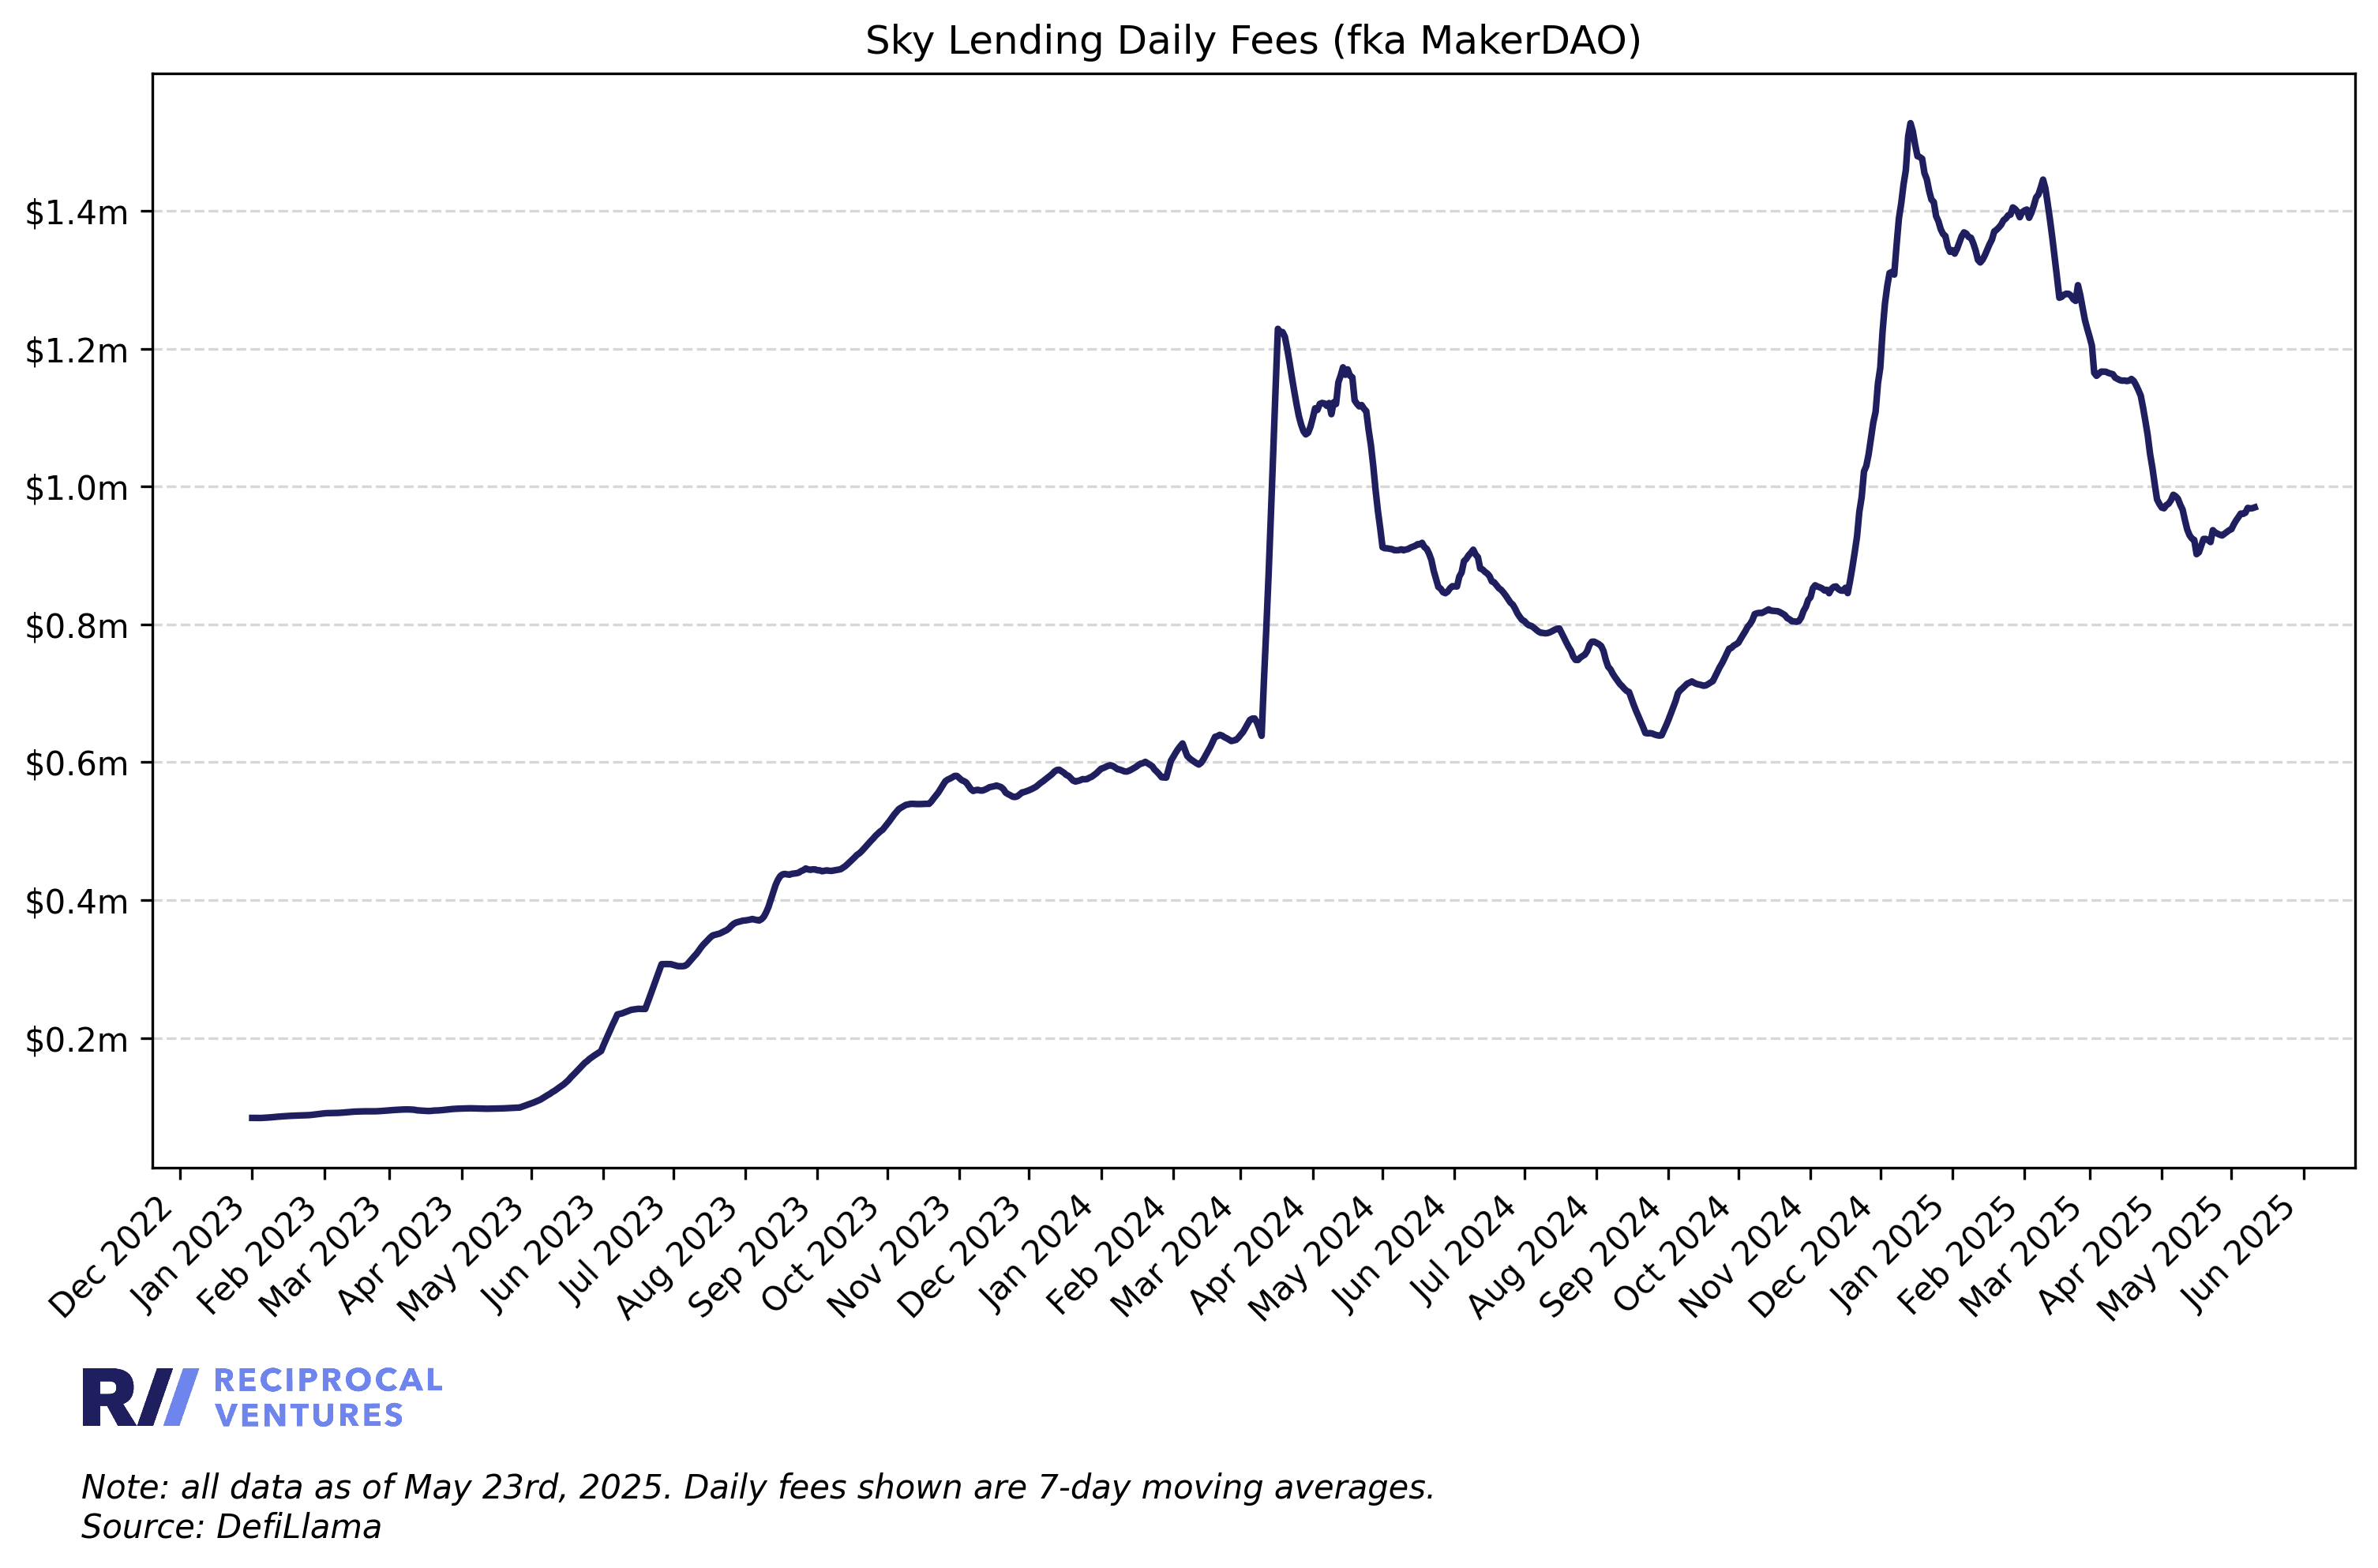 Sky Lending Daily Fees (fka MakerDAO)
$1.4m
$1.2m
$1.0m
$0.8m
$0.6m
$0.4m
$0.2m
Dec 2022
Jan 2023
Feb 2023
Mar 2023
Apr 2023
May 2023
Jun 2023
Jul 2023
Aug 2023
Sep 2023
Oct 2023
Nov 2023
Dec 2023
Jan 2024
Feb 2024
Mar 2024
Apr 2024
May 2024
Jun 2024
Jul 2024
Aug 2024
Sep 2024
Oct 2024
Nov 2024
Dec 2024
Jan 2025
Feb 2025
Mar 2025
Apr 2025
May 2025
Jun 2025
R// RECIPROCAL
VENTURES
Note: all data as of May 23rd, 2025. Daily fees shown are 7-day moving averages.
Source: DefiLlama